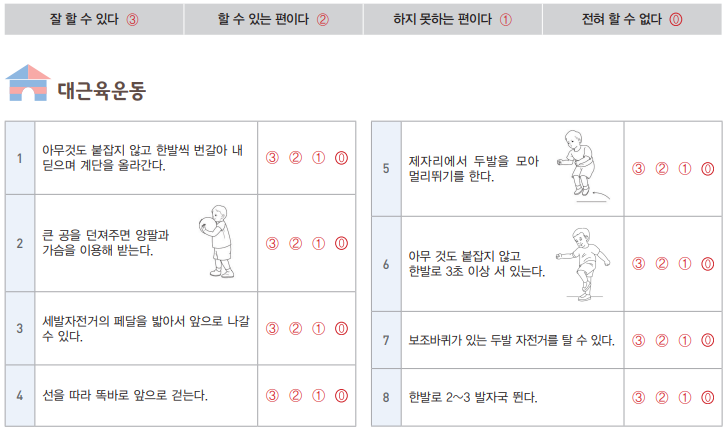 잘 할 수 있다 ③
할 수 있는 편이다 ②
하지 못하는 편이다 ①
전혀 할 수 없다 ⓪
대근육운동
1
아무것도 붙잡지 않고 한발씩 번갈아 내
딛으며 계단을 올라간다.
③ ② ① ⓪
2
큰 공을 던져주면 양팔과
가슴을 이용해 받는다.
③ ② ① ⓪
3
세발자전거의 페달을 밟아서 앞으로 나갈
수 있다.
③ ② ① ⓪
4
선을 따라 똑바로 앞으로 걷는다.
③ ② ① ⓪
5
제자리에서 두발을 모아
멀리뛰기를 한다.
③ ② ① ⓪
6
아무 것도 붙잡지 않고
한발로 3초 이상 서 있는다.
③ ② ① ⓪
7
보조바퀴가 있는 두발 자전거를 탈 수 있다.
③ ② ① ⓪
8
한발로 2~3 발자국 뛴다.
③ ② ① ⓪